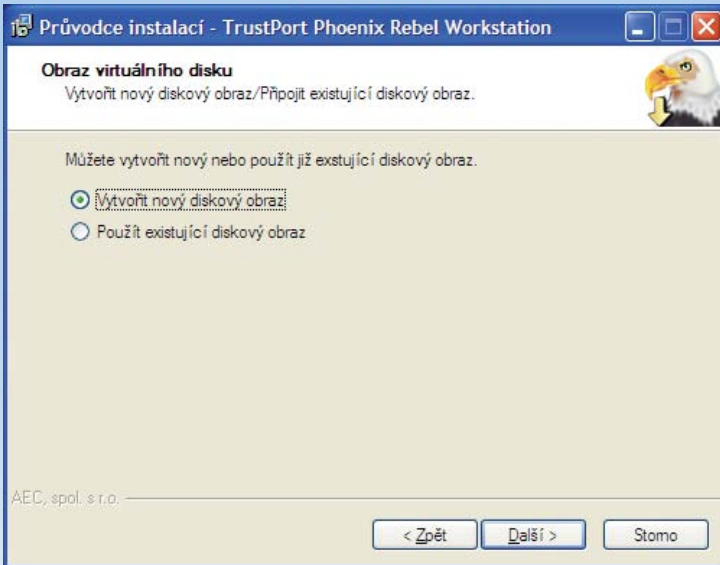 Průvodce instalací - TrustPort Phoenix Rebel Workstation
Obraz virtuálního disku
Vytvořit nový diskový obraz/Připojit existující diskový obraz.
Můžete vytvořit nový nebo použít již exstující diskový obraz.
Vytvořit nový diskový obraz
Použít existující diskový obraz
AEC, spol. s r.o.
< Zpět Další > Storno